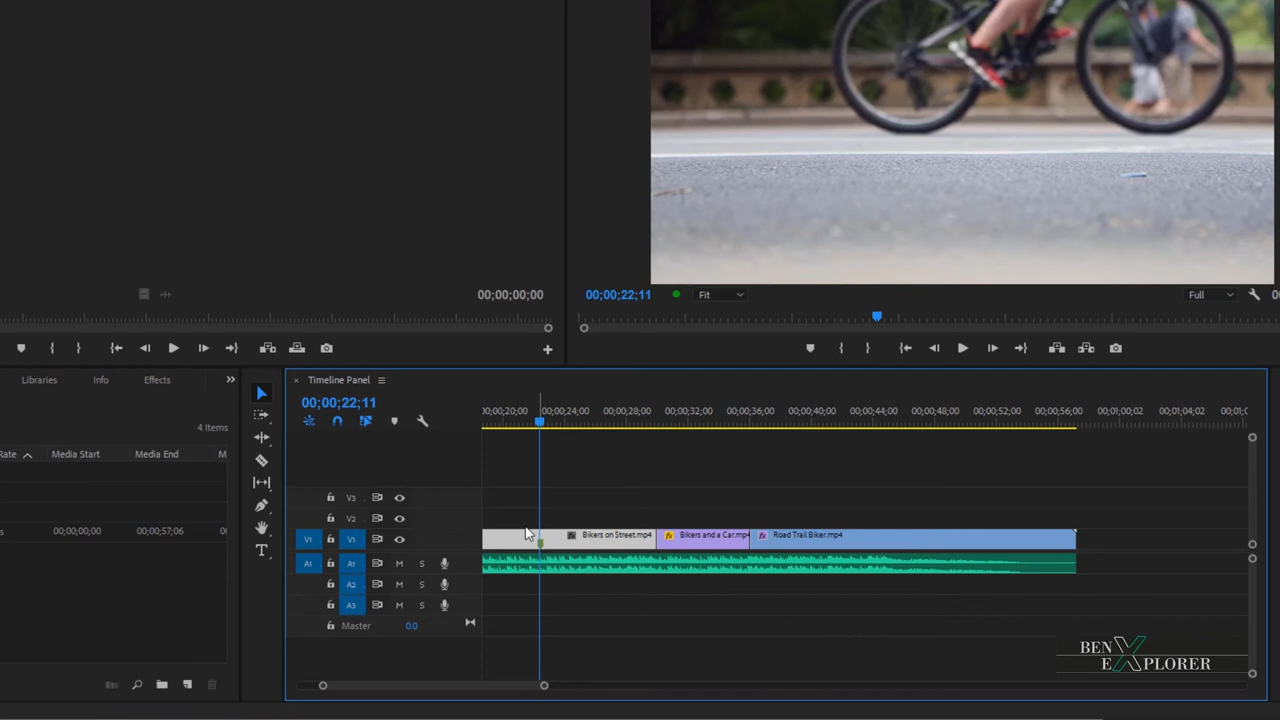 00;00;00;00
00;00;22;11
Fit
Full
00
Libraries
Info
Effects
4 Items
Rate
Media Start
Media End
M
s
00;00;00;00
00;00;57;06
00
Timeline Panel
00;00;22;11
00;00;20;00
00;00;24;00
00;00;28;00
00;00;32;00
00;00;36;00
00;00;40;00
00;00;44;00
00;00;48;00
00;00;52;00
00;00;56;00
00;01;00;02
00;01;04;02
00;01;0
V3
V2
V1
V1
Bikers on Street.mp4
fx
Bikers and a Car.mp4
fx
Road Trail Biker.mp4
A1
A1
M
S
A2
M
S
A3
M
S
Master
0.0
BEN
EXPLORER